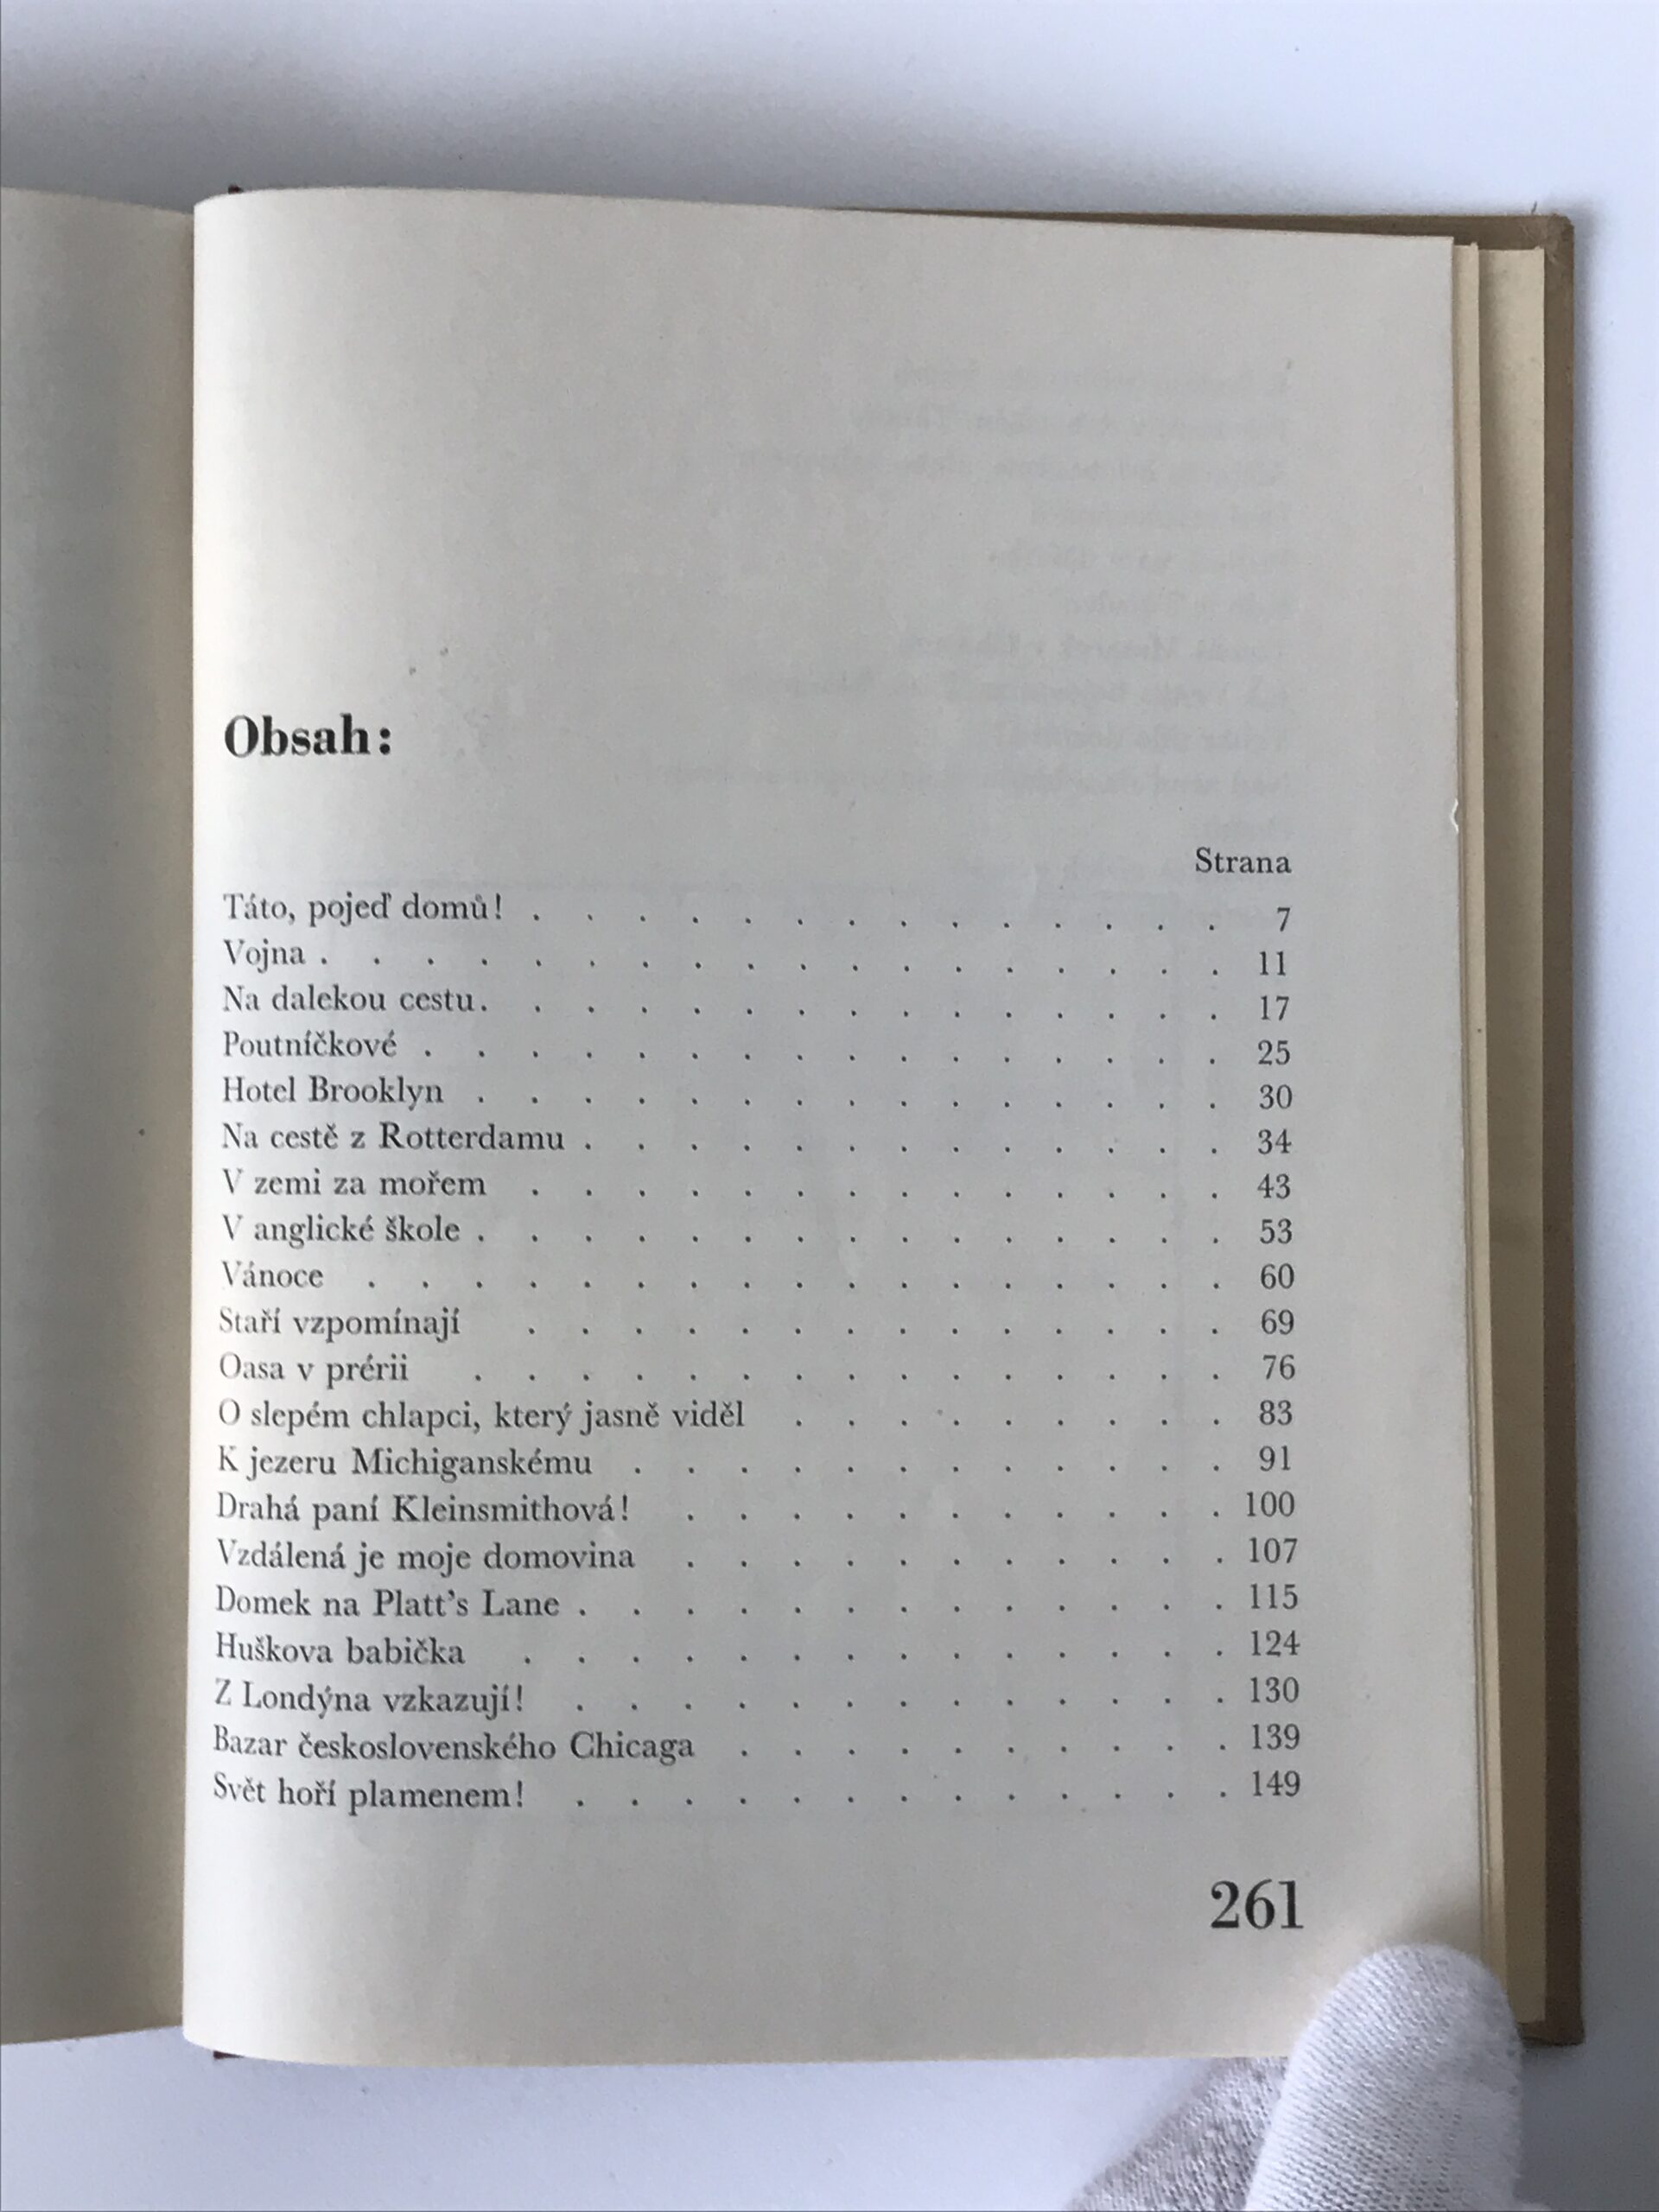 Obsah:
Strana
Táto, pojeď domů! . . . . . . . . . . . . . . 7
Vojna . . . . . . . . . . . . . . . . . . 11
Na dalekou cestu. . . . . . . . . . . . . . . 17
Poutníčkové . . . . . . . . . . . . . . . . 25
Hotel Brooklyn . . . . . . . . . . . . . . . 30
Na cestě z Rotterdamu . . . . . . . . . . . . . 34
V zemi za mořem . . . . . . . . . . . . . . 43
V anglické škole . . . . . . . . . . . . . . . 53
Vánoce . . . . . . . . . . . . . . . . . 60
Staří vzpomínají . . . . . . . . . . . . . . 69
Oasa v prérii . . . . . . . . . . . . . . . 76
O slepém chlapci, který jasně viděl . . . . . . . . . 83
K jezeru Michiganskému . . . . . . . . . . . . 91
Drahá paní Kleinsmithová! . . . . . . . . . . . 100
Vzdálená je moje domovina . . . . . . . . . . . 107
Domek na Platt's Lane . . . . . . . . . . . . . 115
Huškova babička . . . . . . . . . . . . . . 124
Z Londýna vzkazují! . . . . . . . . . . . . . 130
Bazar československého Chicaga . . . . . . . . . . 139
Svět hoří plamenem! . . . . . . . . . . . . . 149
261